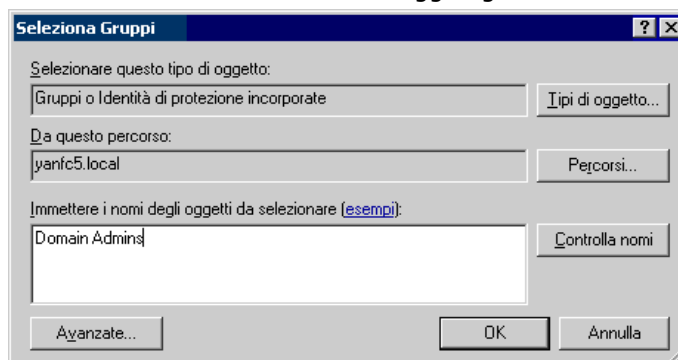 Seleziona Gruppi
Selezionare questo tipo di oggetto:
Gruppi o Identità di protezione incorporate
Tipi di oggetto...
Da questo percorso:
yanfc5.local
Percorsi...
Immettere i nomi degli oggetti da selezionare (esempi):
Domain Admins
Controlla nomi
Avanzate...
OK
Annulla